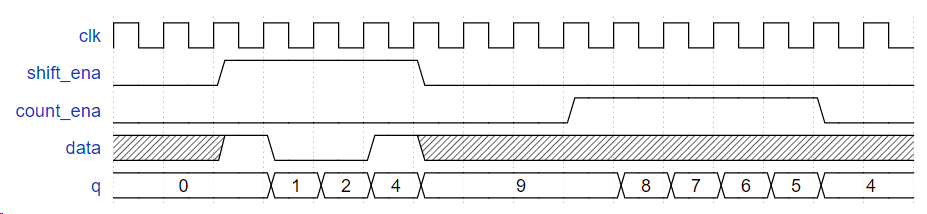 clk
shift_ena
count_ena
data
q 0 1 2 4 9 8 7 6 5 4